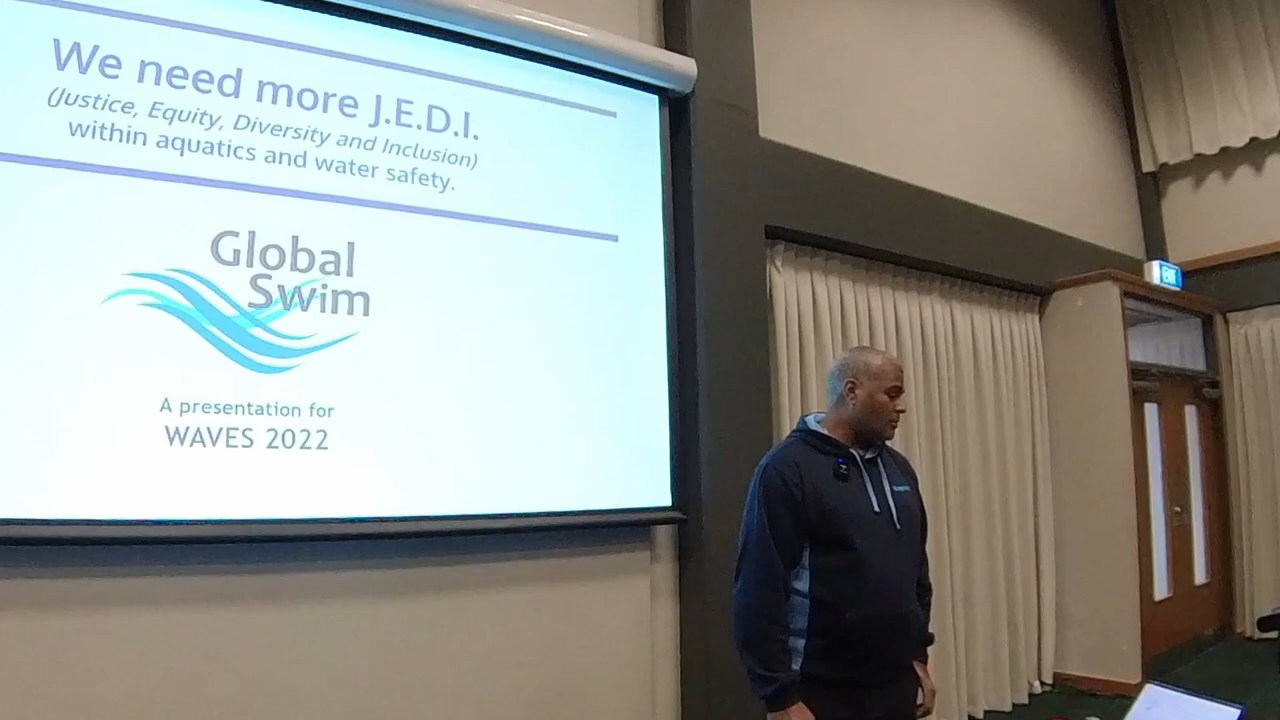 We need more J.E.D.I.
(Justice, Equity, Diversity and Inclusion)
within aquatics and water safety.
Global
Swim
A presentation for
WAVES 2022
EXIT